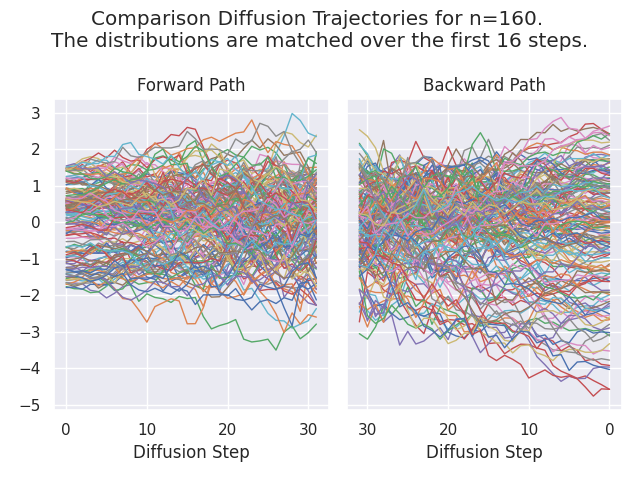 Comparison Diffusion Trajectories for n=160.
The distributions are matched over the first 16 steps.
Forward Path
Backward Path
3
2
1
0
−1
−2
−3
−4
−5
0 10 20 30
30 20 10 0
Diffusion Step
Diffusion Step